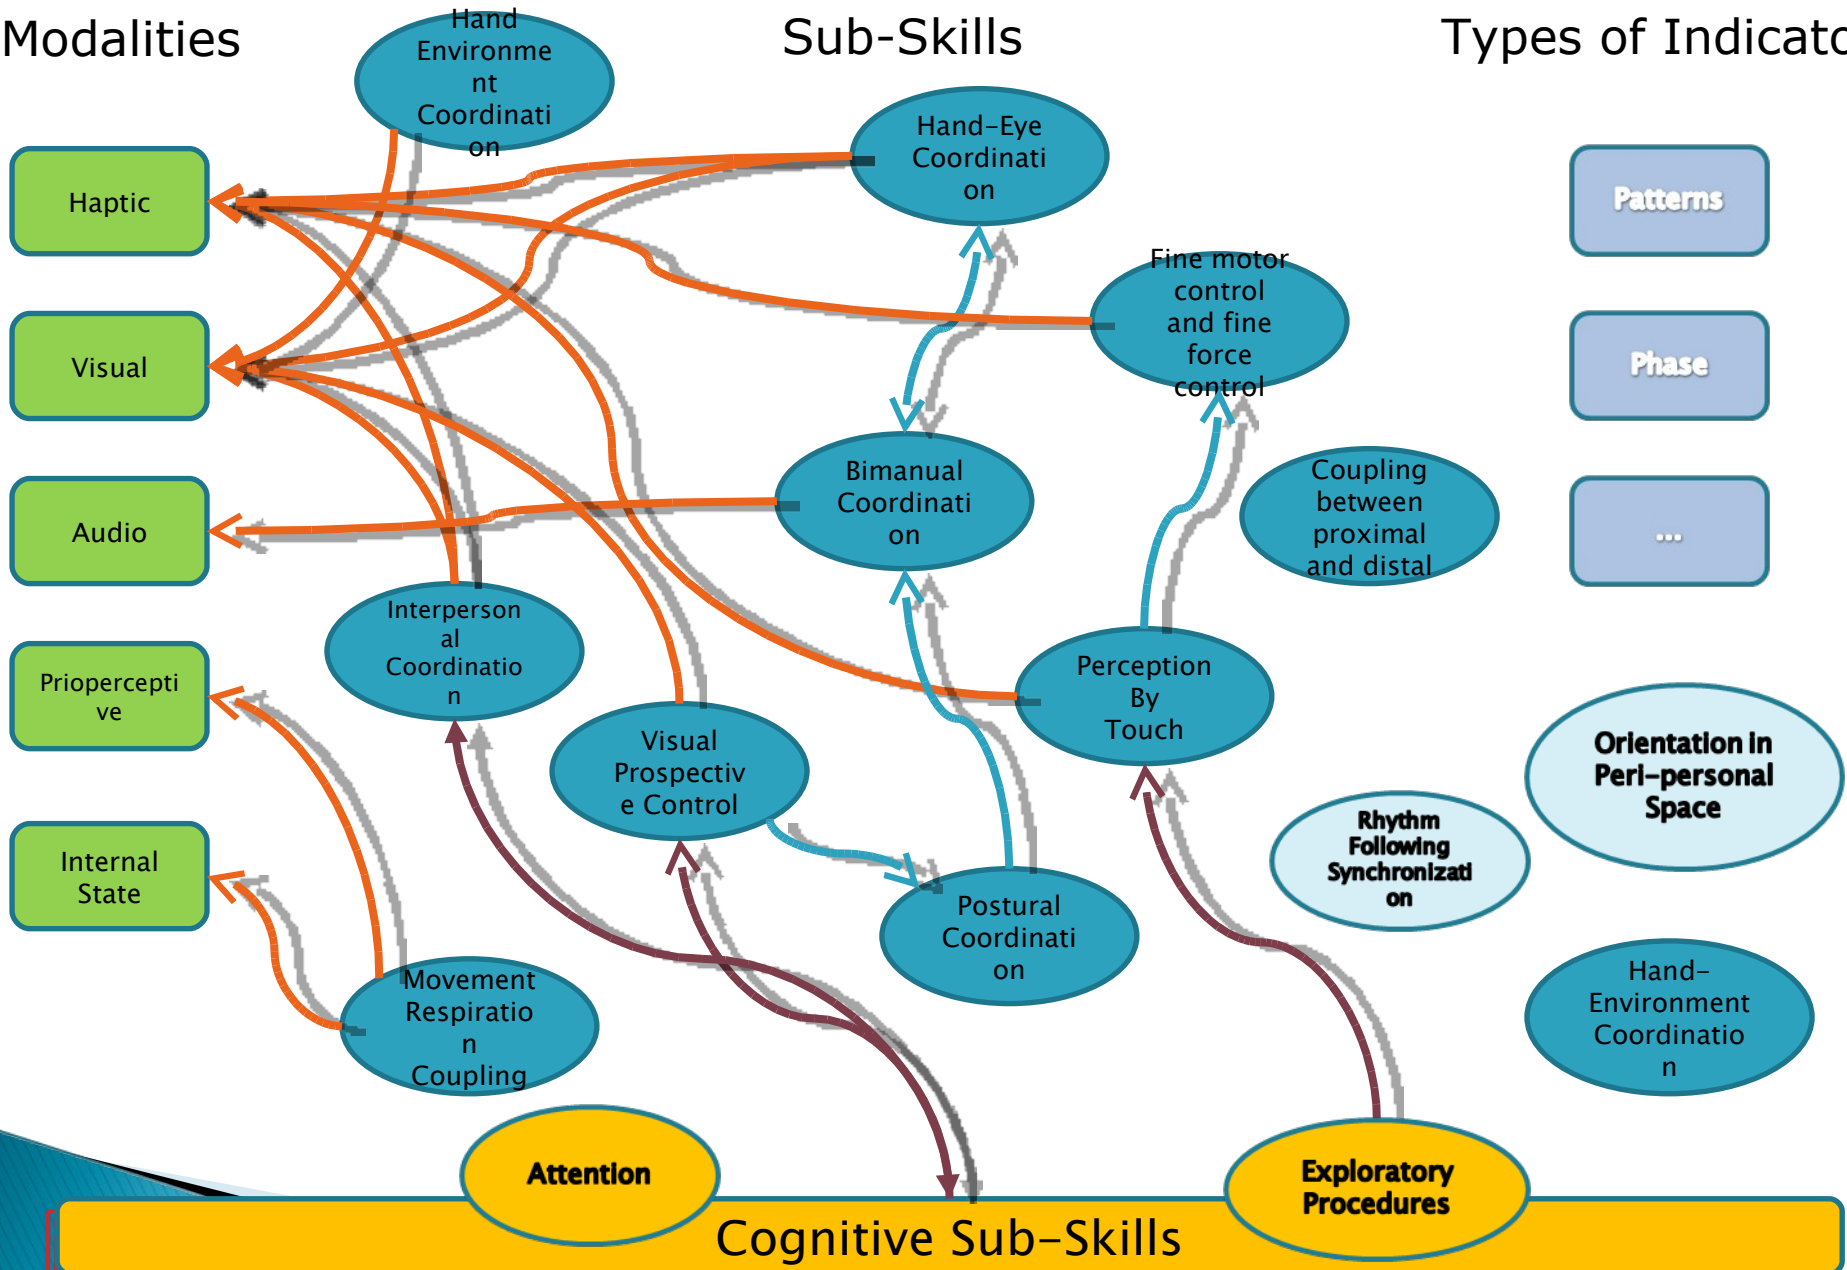 Modalities
Sub-Skills
Types of Indicato
Hand
Environme
nt
Coordinati
on
Hand-Eye
Coordinati
on
Haptic
Patterns
Fine motor
control
and fine
force
control
Visual
Phase
Bimanual
Coordinati
on
Coupling
between
proximal
and distal
Audio
...
Interperson
al
Coordinatio
n
Priopercepti
ve
Perception
By
Touch
Visual
Prospectiv
e Control
Orientation in
Peri-personal
Space
Rhythm
Following
Synchronizati
on
Internal
State
Postural
Coordinati
on
Hand-
Environment
Coordinatio
n
Movement
Respiratio
n
Coupling
Attention
Exploratory
Procedures
Cognitive Sub-Skills